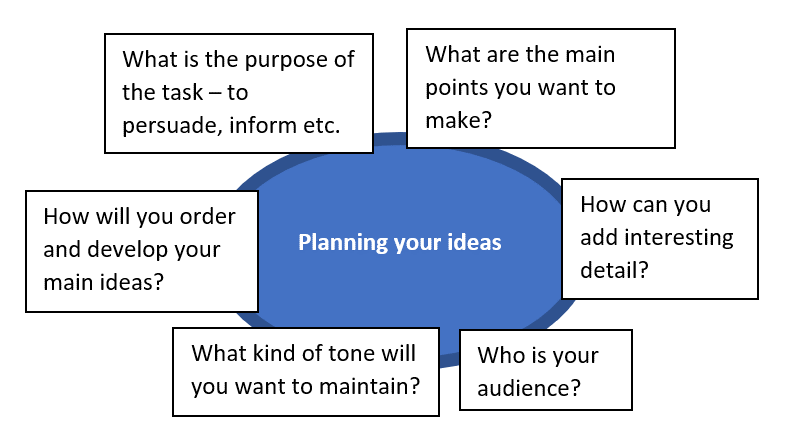 What is the purpose of
the task – to
persuade, inform etc.
What are the main
points you want to
make?
How will you order
and develop your
main ideas?
Planning your ideas
How can you
add interesting
detail?
What kind of tone will
you want to maintain?
Who is your
audience?